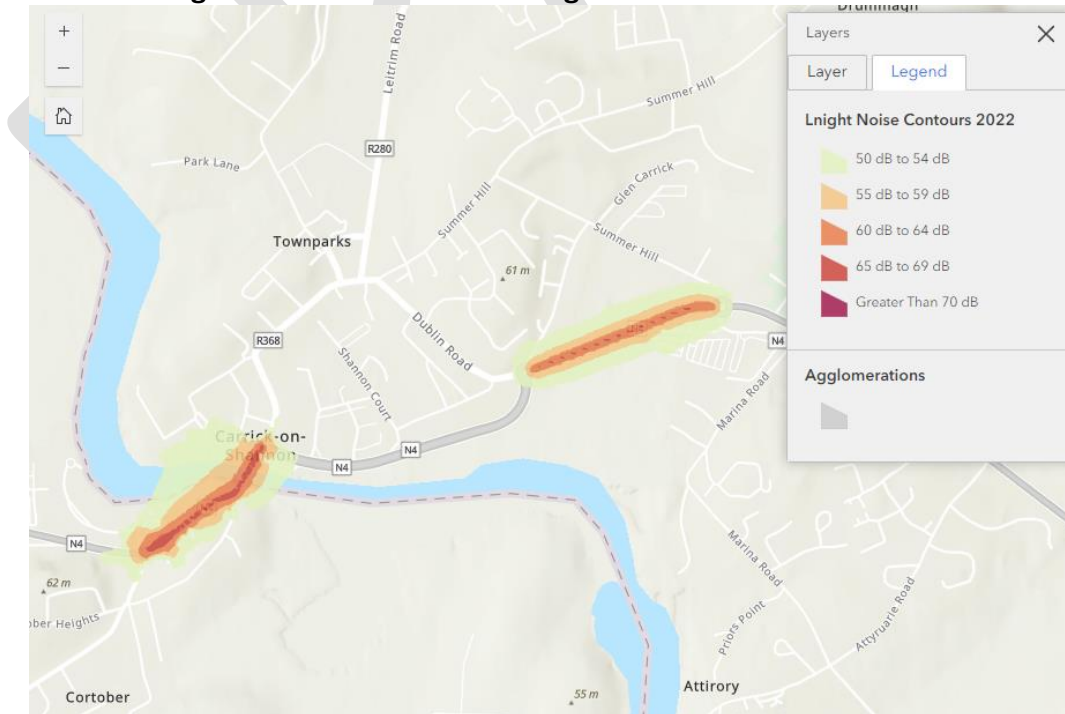 Drummagh
Layers
Layer
Legend
Lnight Noise Contours 2022
50 dB to 54 dB
55 dB to 59 dB
60 dB to 64 dB
65 dB to 69 dB
Greater Than 70 dB
Agglomerations
+
−
Leitrim Road
R280
Park Lane
Summer Hill
Summer Hill
Glen Carrick
Summer Hill
Townparks
61 m
Dublin Road
R368
Shannon Court
N4
Marina Road
Carrick-on-
Shannon
N4
N4
N4
62 m
Heights
Marina Road
Priors Point
Attyruarie Road
Cortober
55 m
Attirory